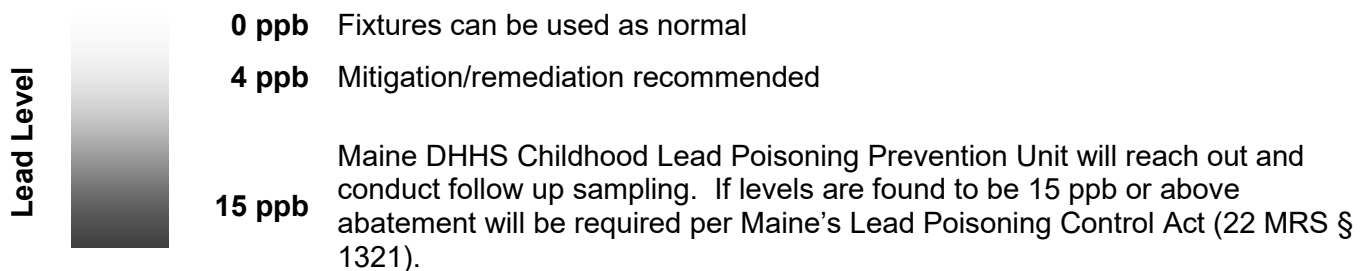 Lead Level
0 ppb Fixtures can be used as normal
4 ppb Mitigation/remediation recommended
15 ppb
Maine DHHS Childhood Lead Poisoning Prevention Unit will reach out and
conduct follow up sampling. If levels are found to be 15 ppb or above
abatement will be required per Maine’s Lead Poisoning Control Act (22 MRS §
1321).